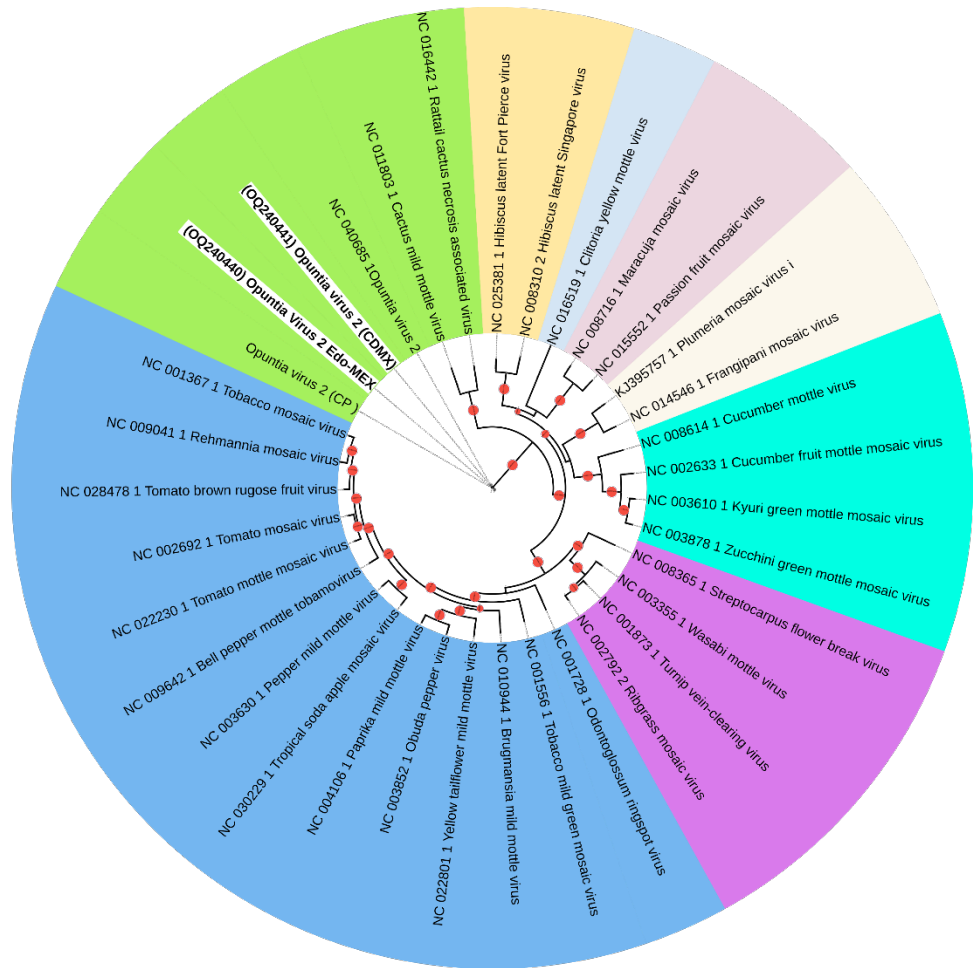 NC 016442 1 Rattail cactus necrosis associated virus
NC 025381 1 Hibiscus latent Fort Pierce virus
NC 008310 2 Hibiscus latent Singapore virus
NC 016519 1 Clitoria yellow mottle virus
NC 008716 1 Maracuja mosaic virus
NC 015552 1 Passion fruit mosaic virus
KJ395757 1 Plumeria mosaic virus i
NC 014546 1 Frangipani mosaic virus
NC 008614 1 Cucumber mottle virus
NC 002633 1 Cucumber fruit mottle mosaic virus
NC 003610 1 Kyuri green mottle mosaic virus
NC 003878 1 Zucchini green mottle mosaic virus
NC 008365 1 Streptocarpus flower break virus
NC 003355 1 Wasabi mottle virus
NC 001873 1 Turnip vein-clearing virus
NC 002792 2 Ribgrass mosaic virus
NC 001728 1 Odontoglossum ringspot virus
NC 001556 1 Tobacco mild green mosaic virus
NC 010944 1 Brugmansia mild mottle virus
NC 022801 1 Yellow tailflower mild mottle virus
NC 003852 1 Obuda pepper virus
NC 004106 1 Paprika mild mottle virus
NC 030229 1 Tropical soda apple mosaic virus
NC 003630 1 Pepper mild mottle virus
NC 009642 1 Bell pepper mottle tobamovirus
NC 022230 1 Tomato mottle mosaic virus
NC 002692 1 Tomato mosaic virus
NC 028478 1 Tomato brown rugose fruit virus
NC 009041 1 Rehmannia mosaic virus
NC 001367 1 Tobacco mosaic virus
Opuntia virus 2 (CP )
(OQ240440) Opuntia Virus 2 Edo-MEX
(OQ240441) Opuntia virus 2 (CDMX)
NC 040685 1Opuntia virus 2
NC 011803 1 Cactus mild mottle virus